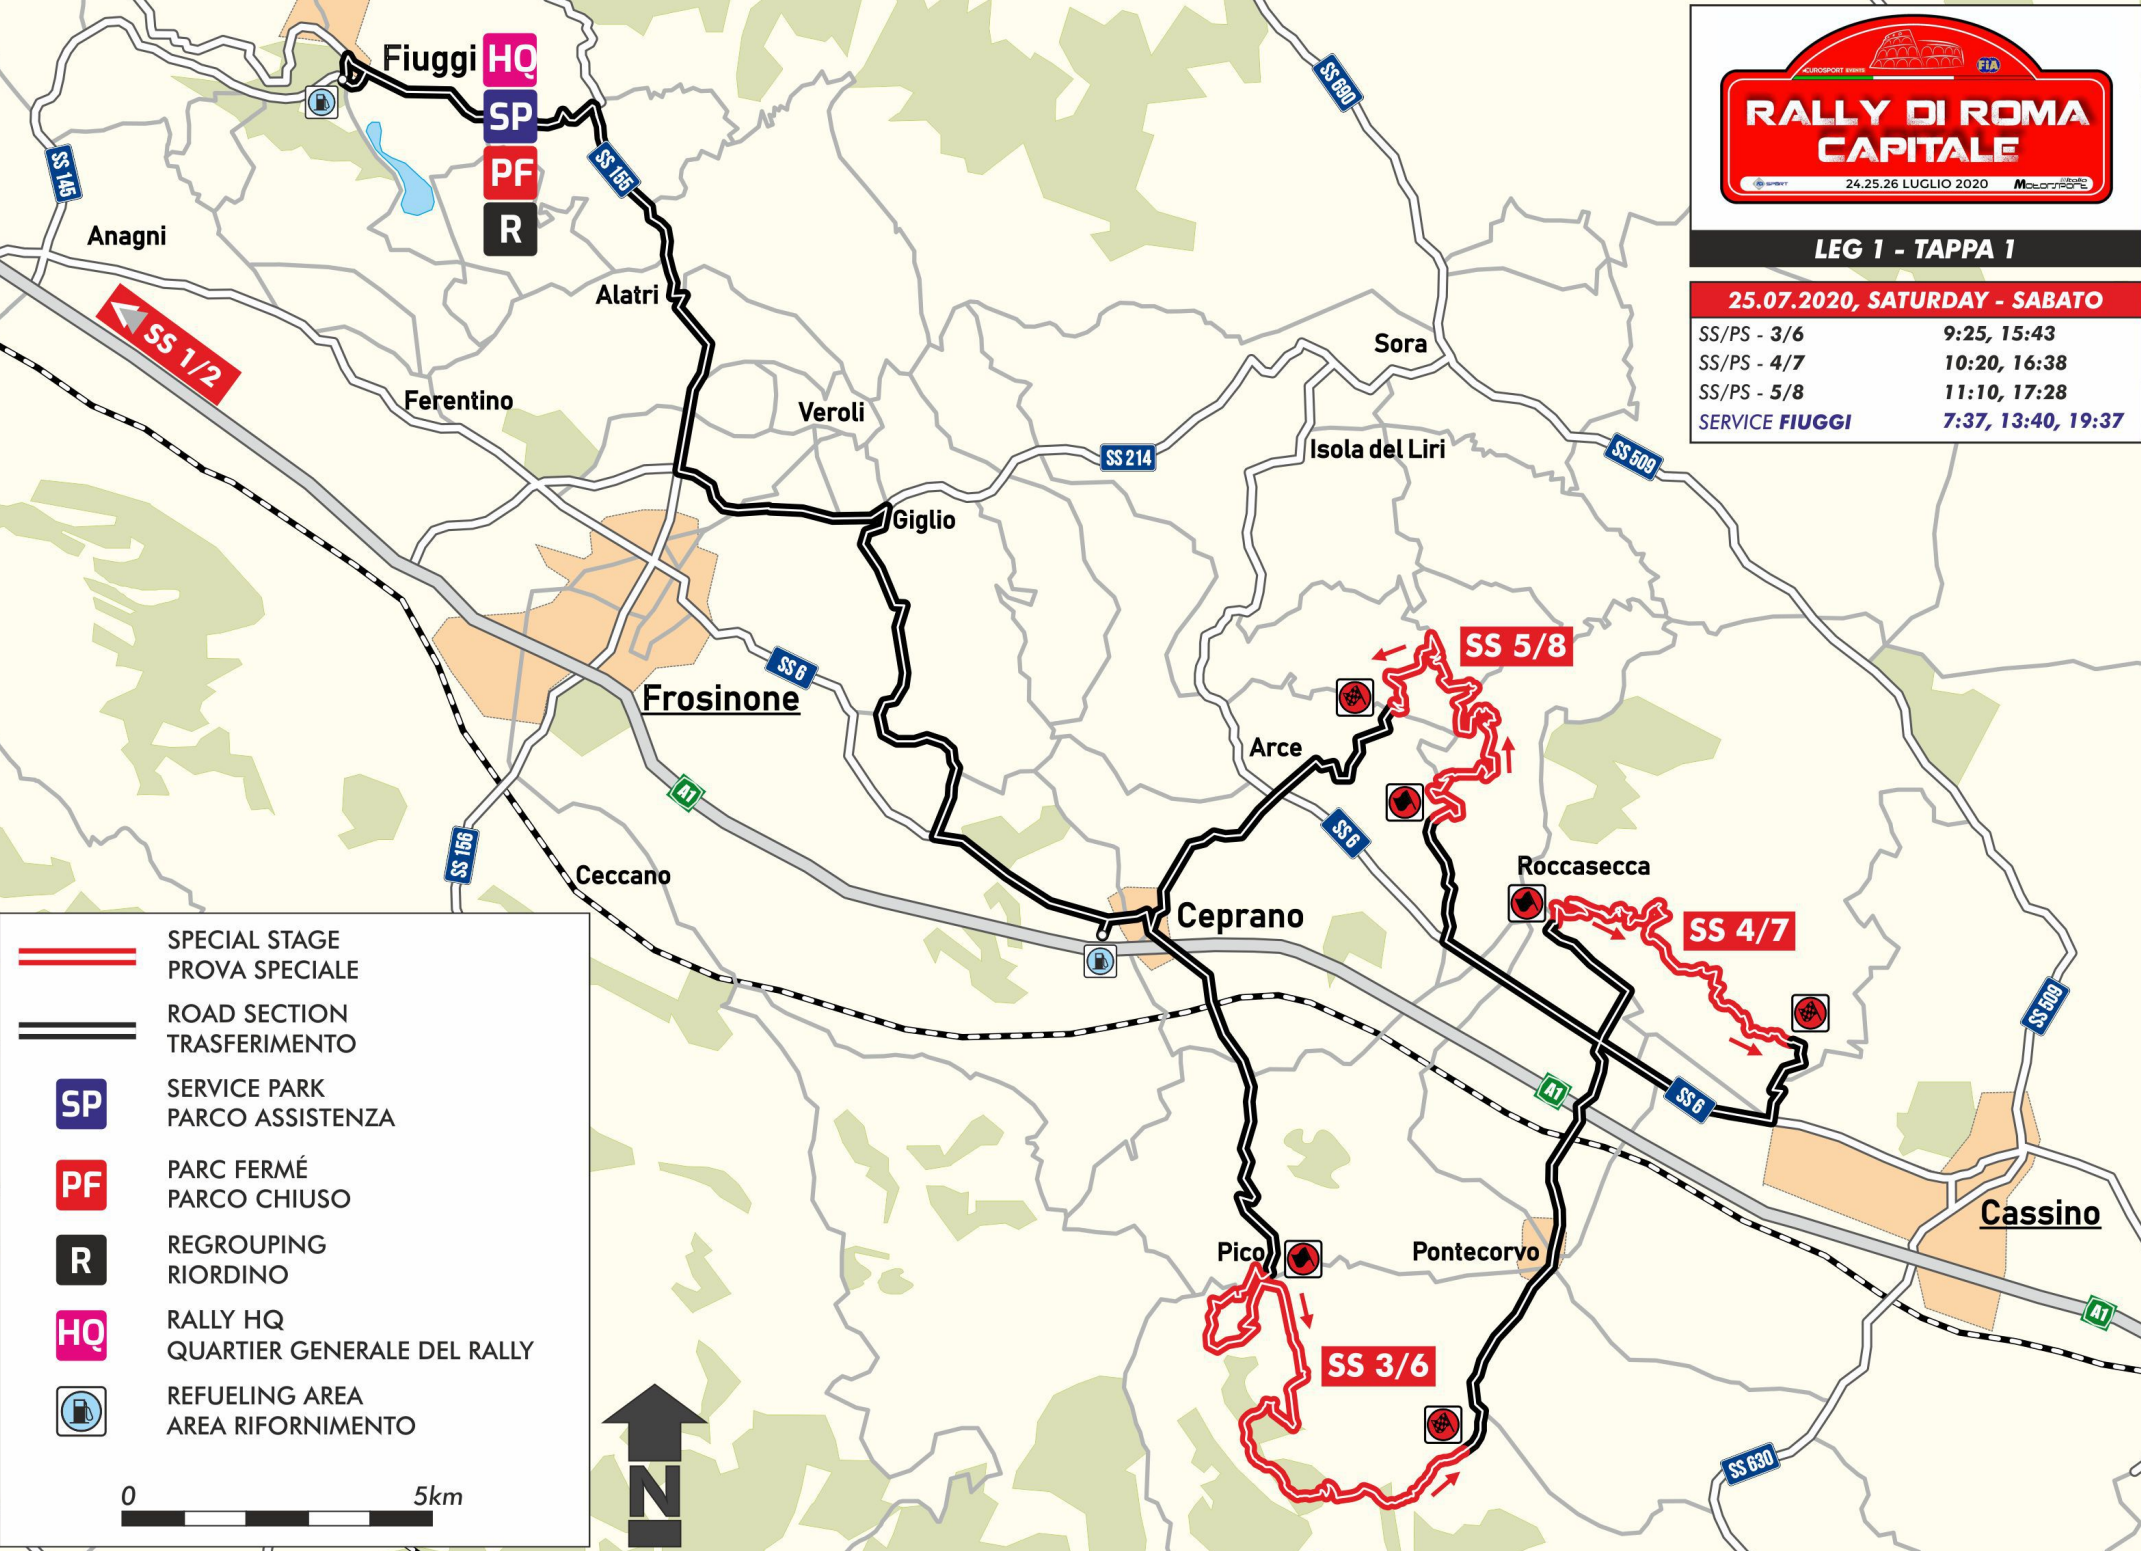 Fiuggi HQ
SP
PF
R
SS 145
SS 155
SS 690
Anagni
SS 1/2
Alatri
Ferentino
Veroli
Sora
Isola del Liri
SS 214
SS 509
Giglio
Frosinone
SS 6
A1
SS 156
Ceccano
Arce
SS 6
SS 5/8
Roccasecca
SS 4/7
Ceprano
SS 509
A1
SS 6
Cassino
A1
Pico
Pontecorvo
SS 3/6
SS 630
EUROSPORT EVENTS
FIA
RALLY DI ROMA
CAPITALE
24.25.26 LUGLIO 2020
Motorsport
Italia
LEG 1 - TAPPA 1
25.07.2020, SATURDAY - SABATO
SS/PS - 3/6 9:25, 15:43
SS/PS - 4/7 10:20, 16:38
SS/PS - 5/8 11:10, 17:28
SERVICE FIUGGI 7:37, 13:40, 19:37
SPECIAL STAGE
PROVA SPECIALE
ROAD SECTION
TRASFERIMENTO
SP
SERVICE PARK
PARCO ASSISTENZA
PF
PARC FERMÉ
PARCO CHIUSO
R
REGROUPING
RIORDINO
HQ
RALLY HQ
QUARTIER GENERALE DEL RALLY
REFUELING AREA
AREA RIFORNIMENTO
0 5km
N